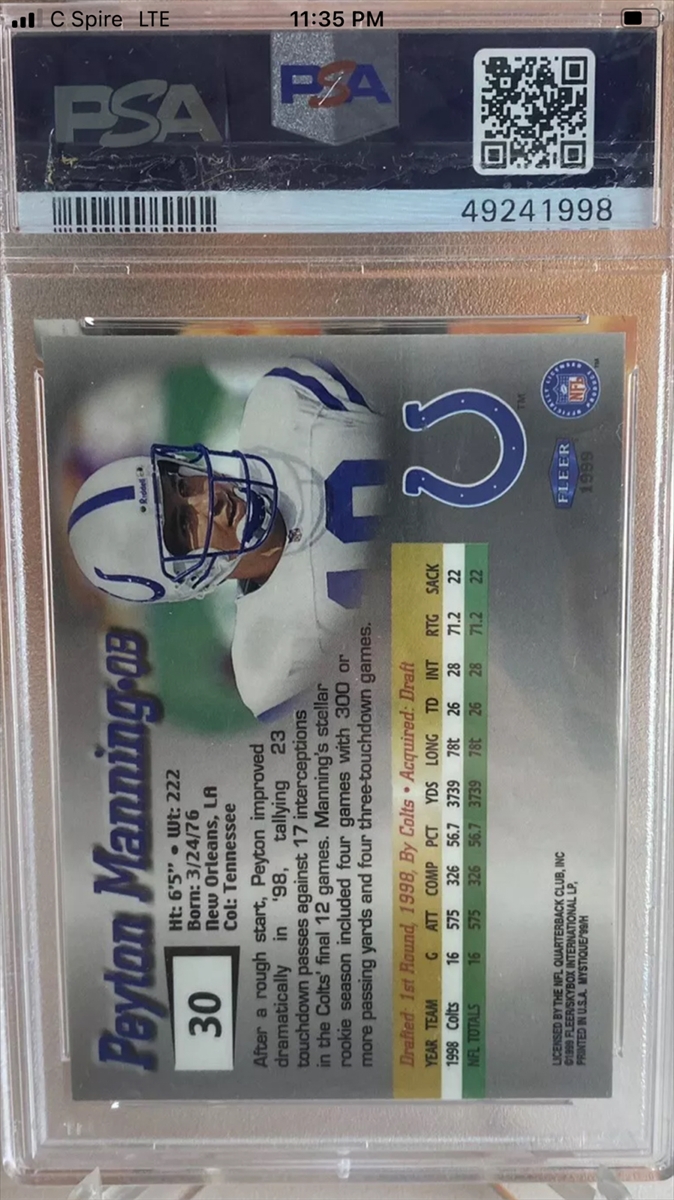 C Spire LTE
11:35 PM
PSA
PSA
49241998
Peyton Manning•QB
30
Ht: 6'5" • Wt: 222
Born: 3/24/76
New Orleans, LA
Col: Tennessee
Riddell
After a rough start, Peyton improved
dramatically in '98, tallying 23
touchdown passes against 17 interceptions
in the Colts' final 12 games. Manning's stellar
rookie season included four games with 300 or
more passing yards and four three-touchdown games.
Drafted: 1st Round, 1998, By Colts • Acquired: Draft
YEAR TEAM G ATT COMP PCT YDS LONG TD INT RTG SACK
1998 Colts 16 575 326 56.7 3739 78t 26 28 71.2 22
NFL TOTALS 16 575 326 56.7 3739 78t 26 28 71.2 22
TM
LICENSED BY THE NFL QUARTERBACK CLUB, INC
©1999 FLEER/SKYBOX INTERNATIONAL LP,
PRINTED IN U.S.A. MYSTIQUE/'99/H
FLEER
1999
NFL